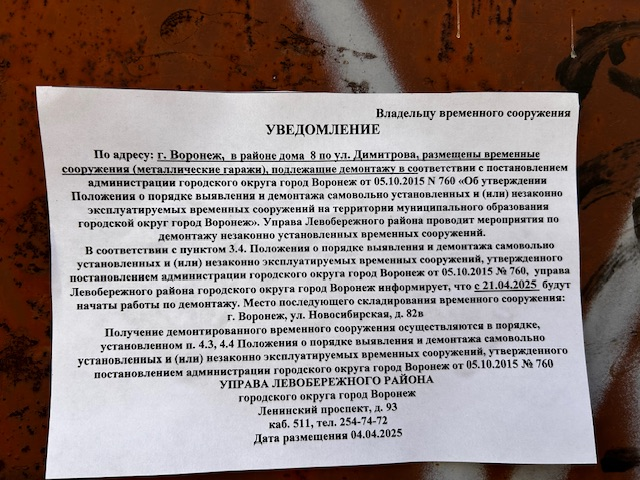 Владельцу временного сооружения
УВЕДОМЛЕНИЕ
По адресу: г. Воронеж, в районе дома 8 по ул. Димитрова, размещены временные
сооружения (металлические гаражи), подлежащие демонтажу в соответствии с постановлением
администрации городского округа город Воронеж от 05.10.2015 N 760 «Об утверждении
Положения о порядке выявления и демонтажа самовольно установленных и (или) незаконно
эксплуатируемых временных сооружений на территории муниципального образования
городской округ город Воронеж». Управа Левобережного района проводит мероприятия по
демонтажу незаконно установленных временных сооружений.
В соответствии с пунктом 3.4. Положения о порядке выявления и демонтажа самовольно
установленных и (или) незаконно эксплуатируемых временных сооружений, утвержденного
постановлением администрации городского округа город Воронеж от 05.10.2015 № 760, управа
Левобережного района городского округа город Воронеж информирует, что с 21.04.2025 будут
начаты работы по демонтажу. Место последующего складирования временного сооружения:
г. Воронеж, ул. Новосибирская, д. 82в
Получение демонтированного временного сооружения осуществляются в порядке,
установленном п. 4.3, 4.4 Положения о порядке выявления и демонтажа самовольно
установленных и (или) незаконно эксплуатируемых временных сооружений, утвержденного
постановлением администрации городского округа город Воронеж от 05.10.2015 № 760
УПРАВА ЛЕВОБЕРЕЖНОГО РАЙОНА
городского округа город Воронеж
Ленинский проспект, д. 93
каб. 511, тел. 254-74-72
Дата размещения 04.04.2025